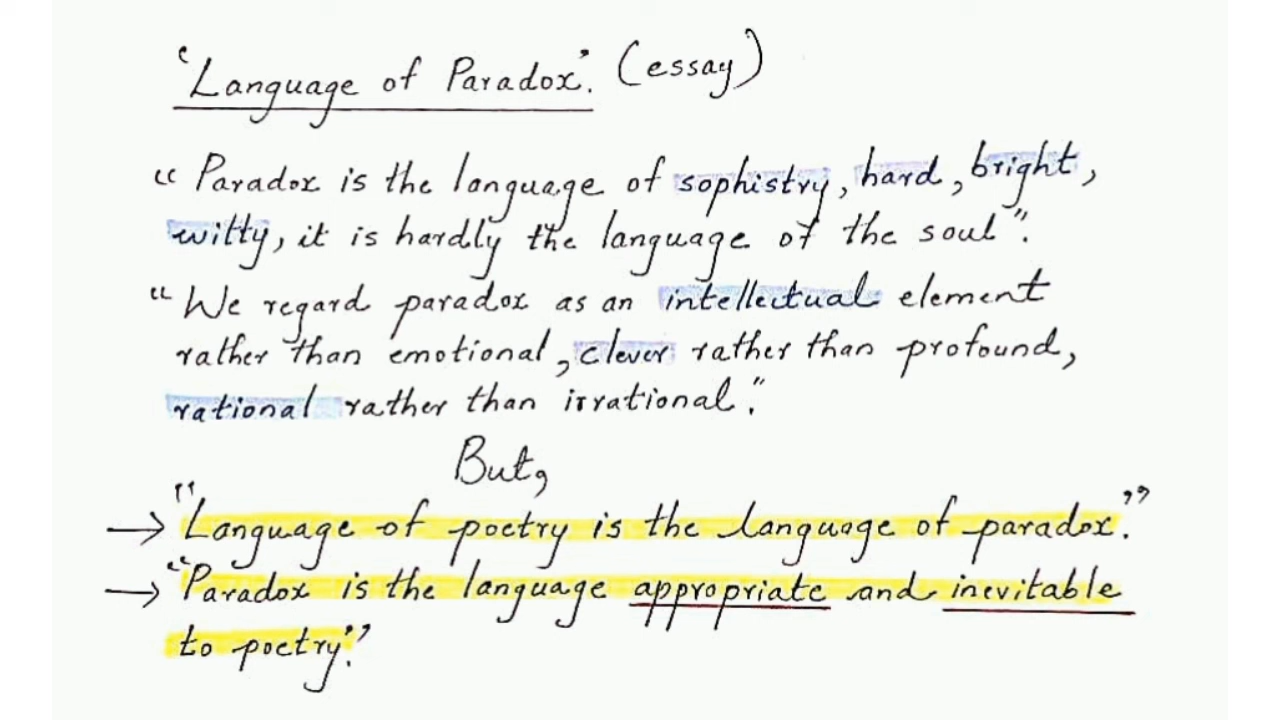 'Language of Paradox'. (essay)
"Paradox is the language of sophistry, hard, bright,
witty, it is hardly the language of the soul".
"We regard paradox as an intellectual element
rather than emotional, clever rather than profound,
rational rather than irrational."
But,
→ "Language of poetry is the language of paradox."
→ "Paradox is the language appropriate and inevitable
to poetry."